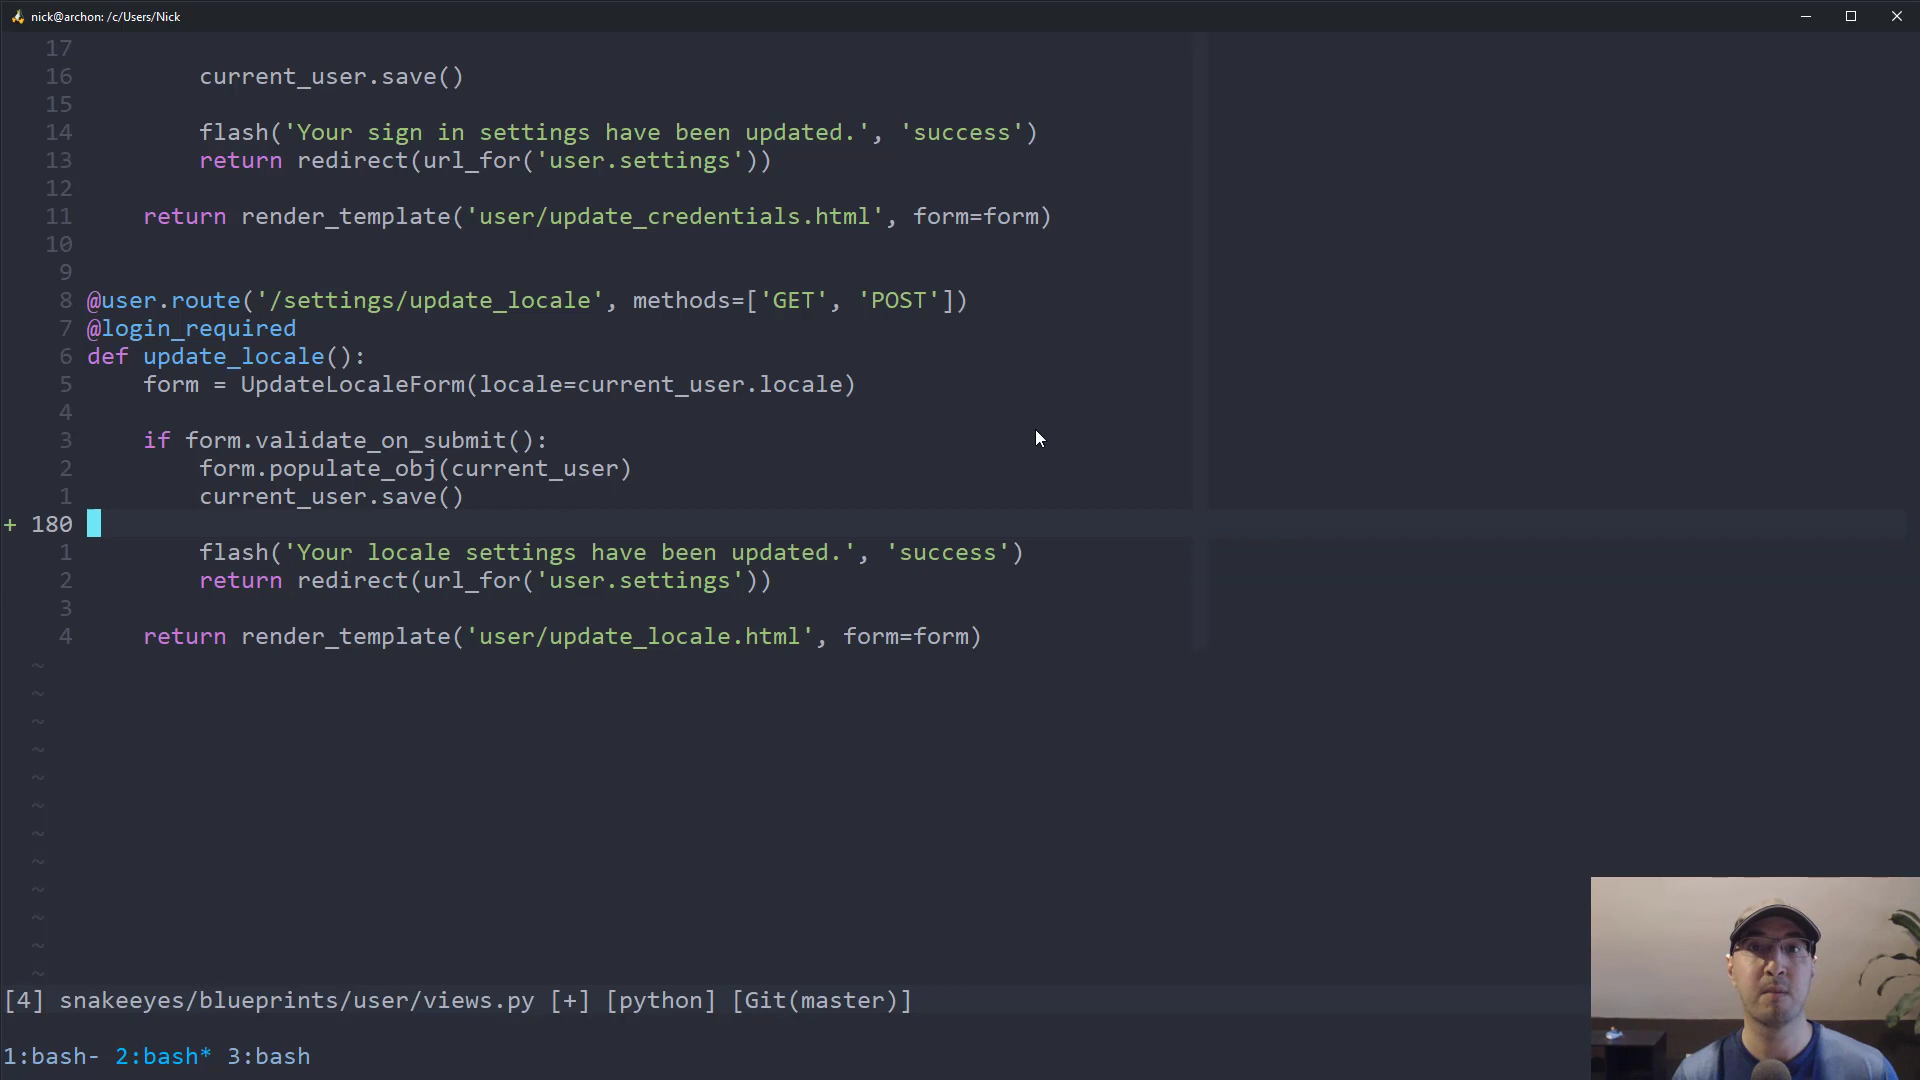 nick@archon: /c/Users/Nick
17
16 current_user.save()
15
14 flash('Your sign in settings have been updated.', 'success')
13 return redirect(url_for('user.settings'))
12
11 return render_template('user/update_credentials.html', form=form)
10
9
8 @user.route('/settings/update_locale', methods=['GET', 'POST'])
7 @login_required
6 def update_locale():
5 form = UpdateLocaleForm(locale=current_user.locale)
4
3 if form.validate_on_submit():
2 form.populate_obj(current_user)
1 current_user.save()
+ 180
1 flash('Your locale settings have been updated.', 'success')
2 return redirect(url_for('user.settings'))
3
4 return render_template('user/update_locale.html', form=form)
~
~
~
~
~
~
~
~
~
~
~
~
[4] snakeeyes/blueprints/user/views.py [+] [python] [Git(master)]
1:bash- 2:bash* 3:bash